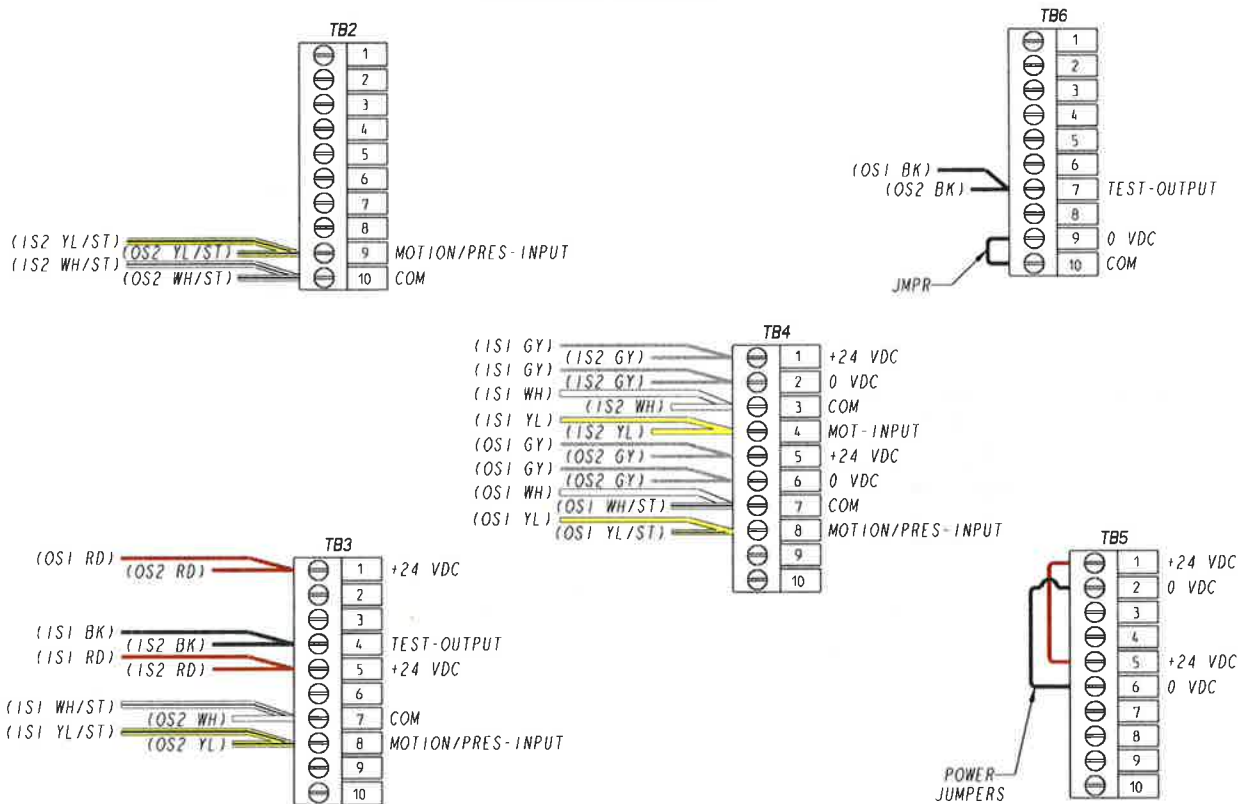 TB2
1
2
3
4
5
6
7
8
(IS2 YL/ST)
(OS2 YL/ST) 9 MOTION/PRES-INPUT
(IS2 WH/ST)
(OS2 WH/ST) 10 COM
TB6
1
2
3
4
5
6
(OS1 BK)
(OS2 BK) 7 TEST-OUTPUT
8
9 0 VDC
10 COM
JMPR
TB4
(IS1 GY)
(IS2 GY) 1 +24 VDC
(IS1 GY)
(IS2 GY) 2 0 VDC
(IS1 WH)
(IS2 WH) 3 COM
(IS1 YL)
(IS2 YL) 4 MOT-INPUT
(OS1 GY)
(OS2 GY) 5 +24 VDC
(OS1 GY)
(OS2 GY) 6 0 VDC
(OS1 WH)
(OS1 WH/ST) 7 COM
(OS1 YL)
(OS1 YL/ST) 8 MOTION/PRES-INPUT
9
10
TB3
(OS1 RD)
(OS2 RD) 1 +24 VDC
2
3
(IS1 BK)
(IS2 BK) 4 TEST-OUTPUT
(IS1 RD)
(IS2 RD) 5 +24 VDC
6
(IS1 WH/ST)
(OS2 WH) 7 COM
(IS1 YL/ST)
(OS2 YL) 8 MOTION/PRES-INPUT
9
10
TB5
1 +24 VDC
2 0 VDC
3
4
5 +24 VDC
6 0 VDC
7
8
9
10
POWER
JUMPERS